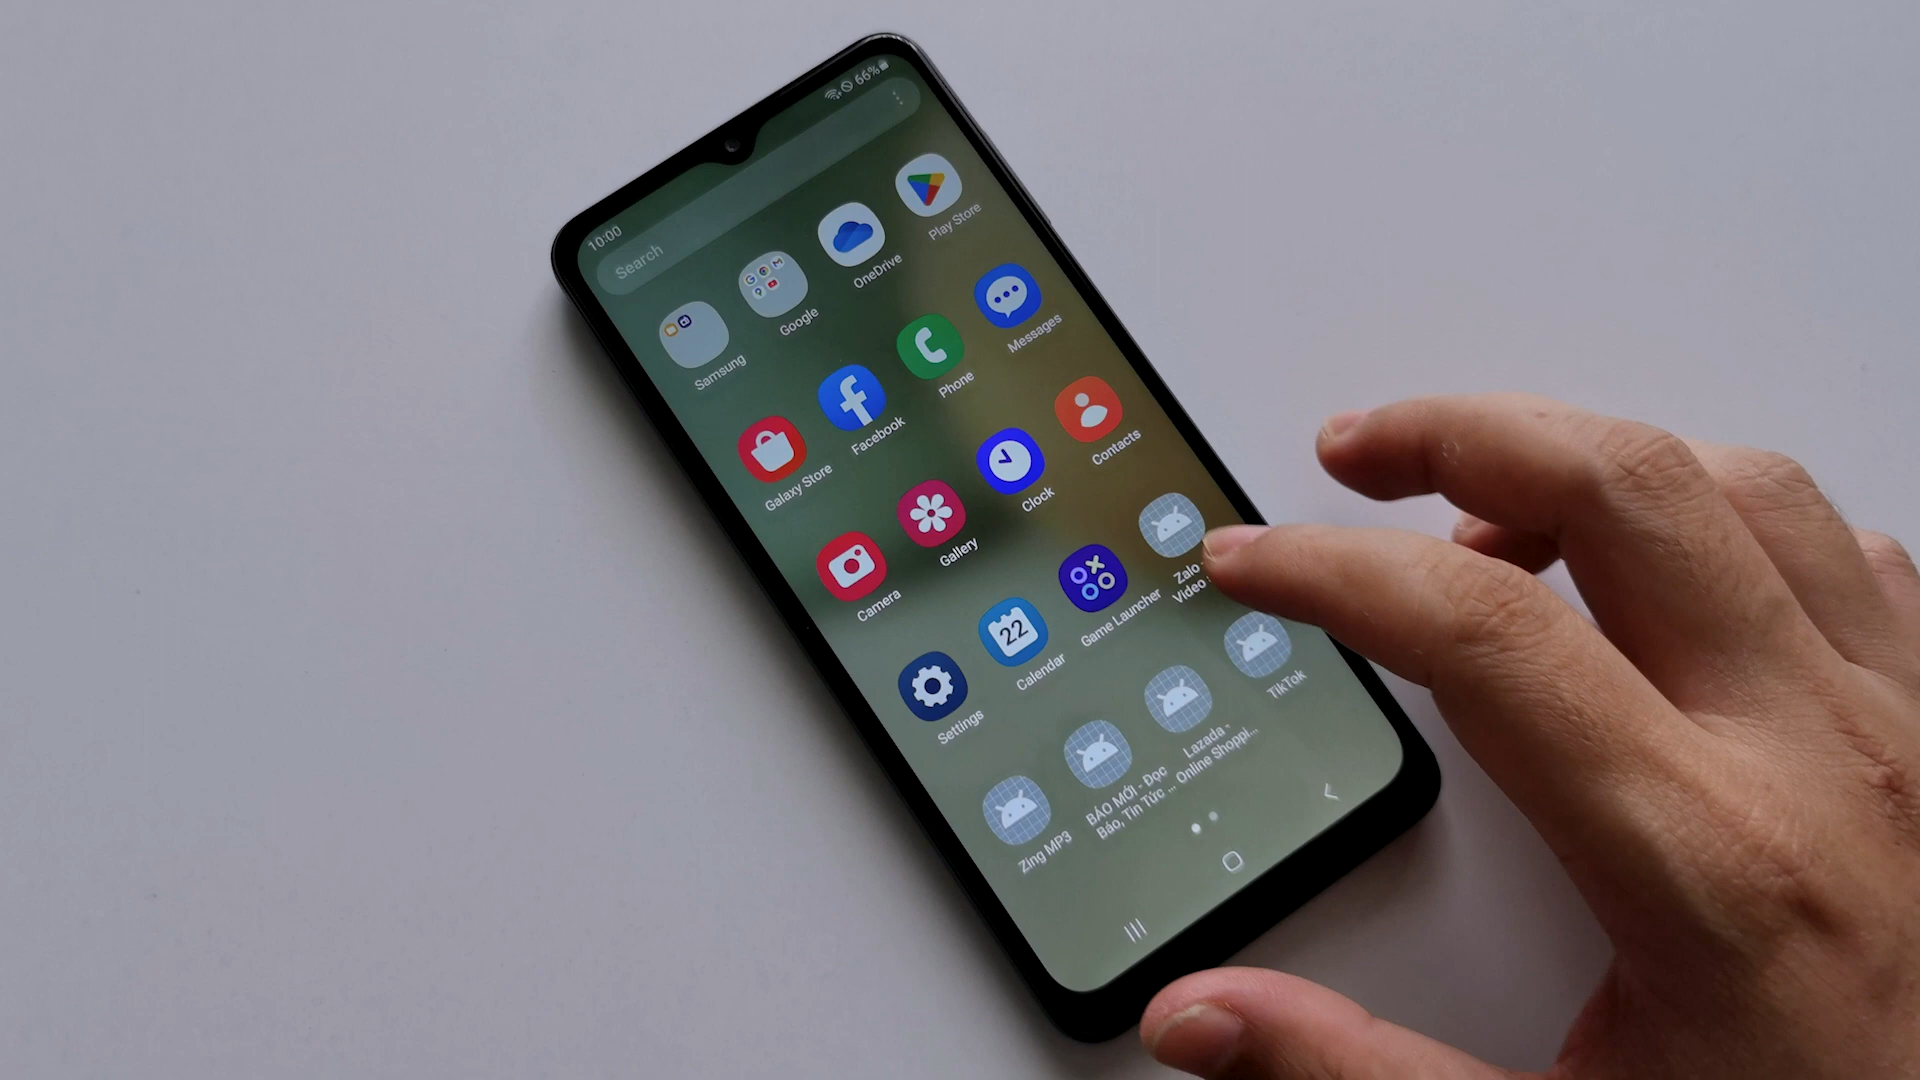 10:00
66%
Search
Samsung
Google
OneDrive
Play Store
Galaxy Store
Facebook
Phone
Messages
Camera
Gallery
Clock
Contacts
Settings
22
Calendar
Game Launcher
Zalo -
Video
Zing MP3
BÁO MỚI - Đọc
Báo, Tin Tức ...
Lazada -
Online Shoppi...
TikTok